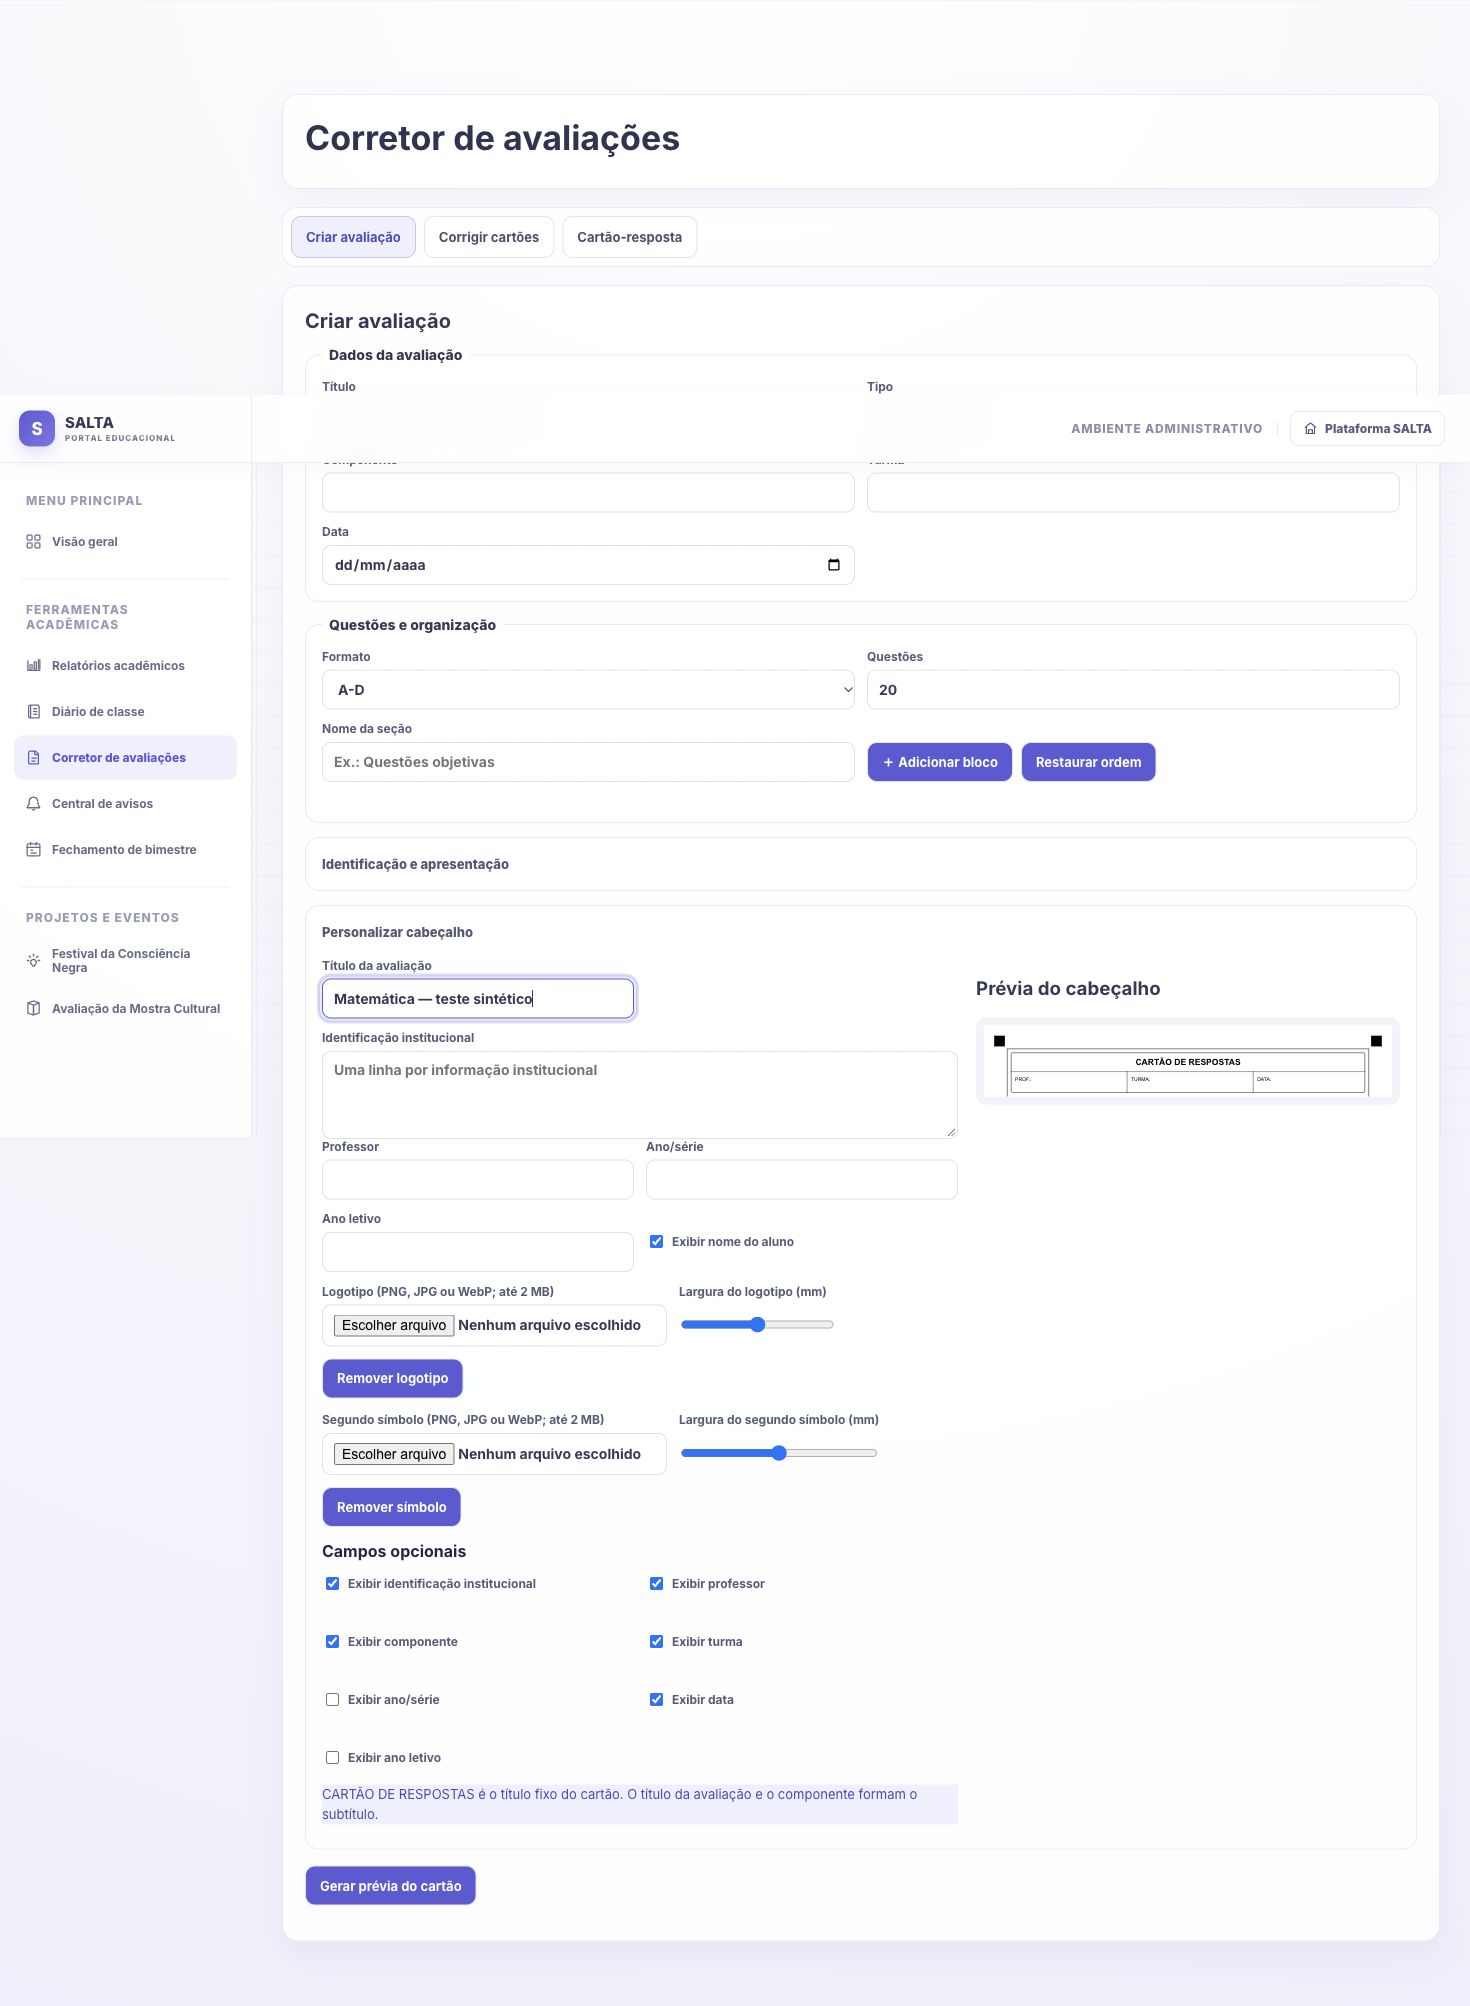 Corretor de avaliações
Criar avaliação
Corrigir cartões
Cartão-resposta
Criar avaliação
Dados da avaliação
Título
Tipo
S
SALTA
PORTAL EDUCACIONAL
AMBIENTE ADMINISTRATIVO
Plataforma SALTA
MENU PRINCIPAL
Visão geral
FERRAMENTAS
ACADÊMICAS
Relatórios acadêmicos
Diário de classe
Corretor de avaliações
Central de avisos
Fechamento de bimestre
PROJETOS E EVENTOS
Festival da Consciência
Negra
Avaliação da Mostra Cultural
Data
dd/mm/aaaa
Questões e organização
Formato
Questões
A-D
20
Nome da seção
Ex.: Questões objetivas
+ Adicionar bloco
Restaurar ordem
Identificação e apresentação
Personalizar cabeçalho
Título da avaliação
Matemática — teste sintético
Identificação institucional
Uma linha por informação institucional
Prévia do cabeçalho
CARTÃO DE RESPOSTAS
PROF.:
TURMA:
DATA:
Professor
Ano/série
Ano letivo
Exibir nome do aluno
Logotipo (PNG, JPG ou WebP; até 2 MB)
Largura do logotipo (mm)
Escolher arquivo Nenhum arquivo escolhido
Remover logotipo
Segundo símbolo (PNG, JPG ou WebP; até 2 MB)
Largura do segundo símbolo (mm)
Escolher arquivo Nenhum arquivo escolhido
Remover símbolo
Campos opcionais
Exibir identificação institucional
Exibir professor
Exibir componente
Exibir turma
Exibir ano/série
Exibir data
Exibir ano letivo
CARTÃO DE RESPOSTAS é o título fixo do cartão. O título da avaliação e o componente formam o
subtítulo.
Gerar prévia do cartão